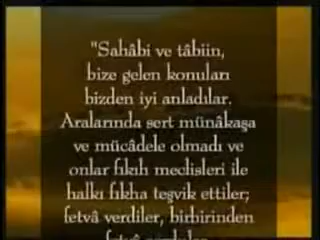 "Sahâbi ve tâbiin,
bize gelen konuları
bizden iyi anladılar.
Aralarında sert münâkaşa
ve mücâdele olmadı ve
onlar fıkıh meclisleri ile
halkı fıkha teşvik ettiler;
fetvâ verdiler, birbirinden